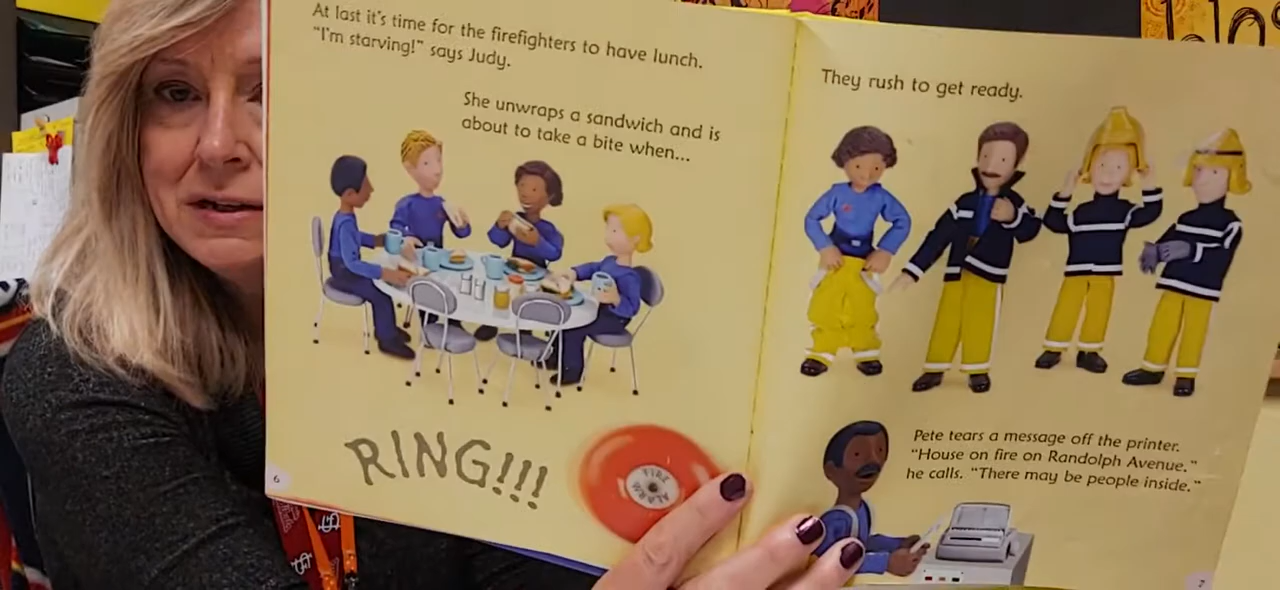 At last it's time for the firefighters to have lunch.
"I'm starving!" says Judy.
She unwraps a sandwich and is
about to take a bite when...
RING!!!
FIRE
ALARM
6
They rush to get ready.
Pete tears a message off the printer.
"House on fire on Randolph Avenue."
he calls. "There may be people inside."
7